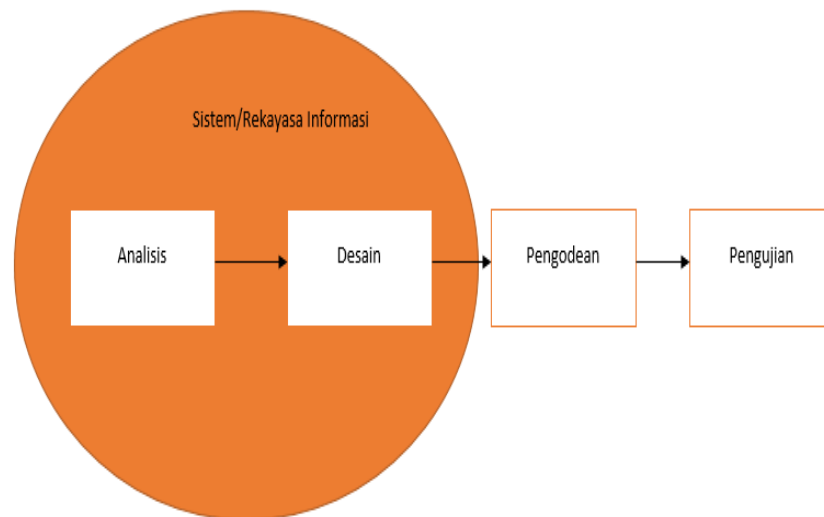 Sistem/Rekayasa Informasi
Analisis
Desain
Pengodean
Pengujian